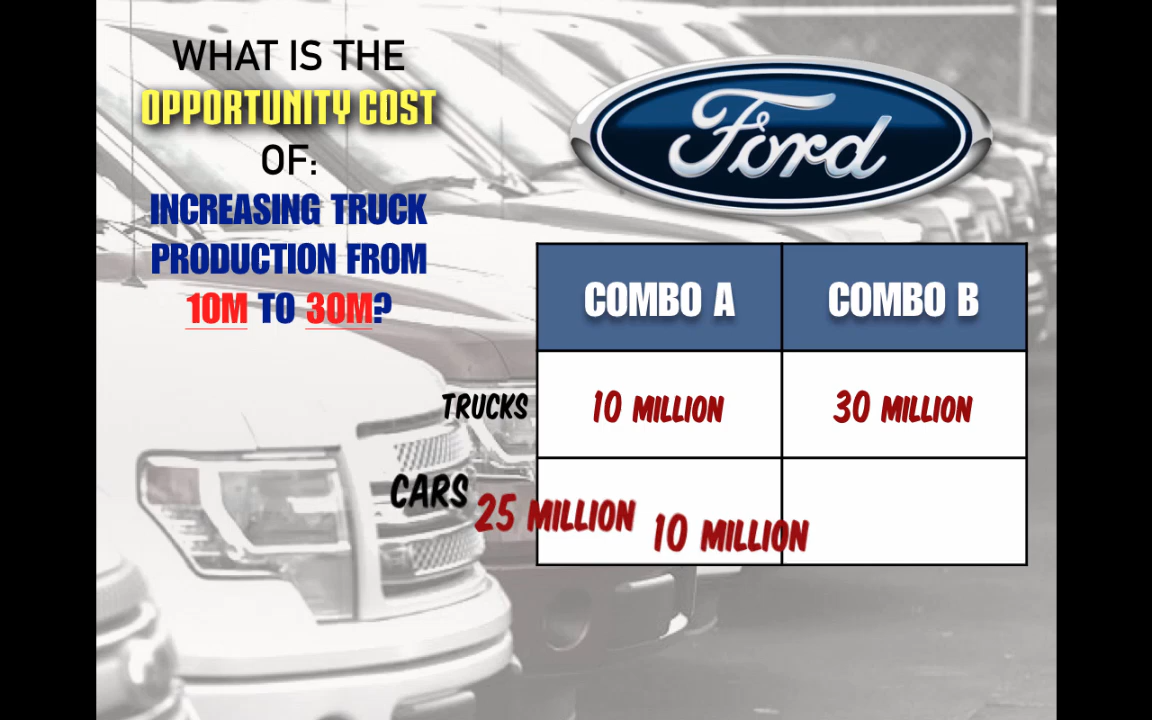 WHAT IS THE
OPPORTUNITY COST
OF:
INCREASING TRUCK
PRODUCTION FROM
10M TO 30M?
Ford
COMBO A COMBO B
TRUCKS 10 MILLION 30 MILLION
CARS 25 MILLION 10 MILLION